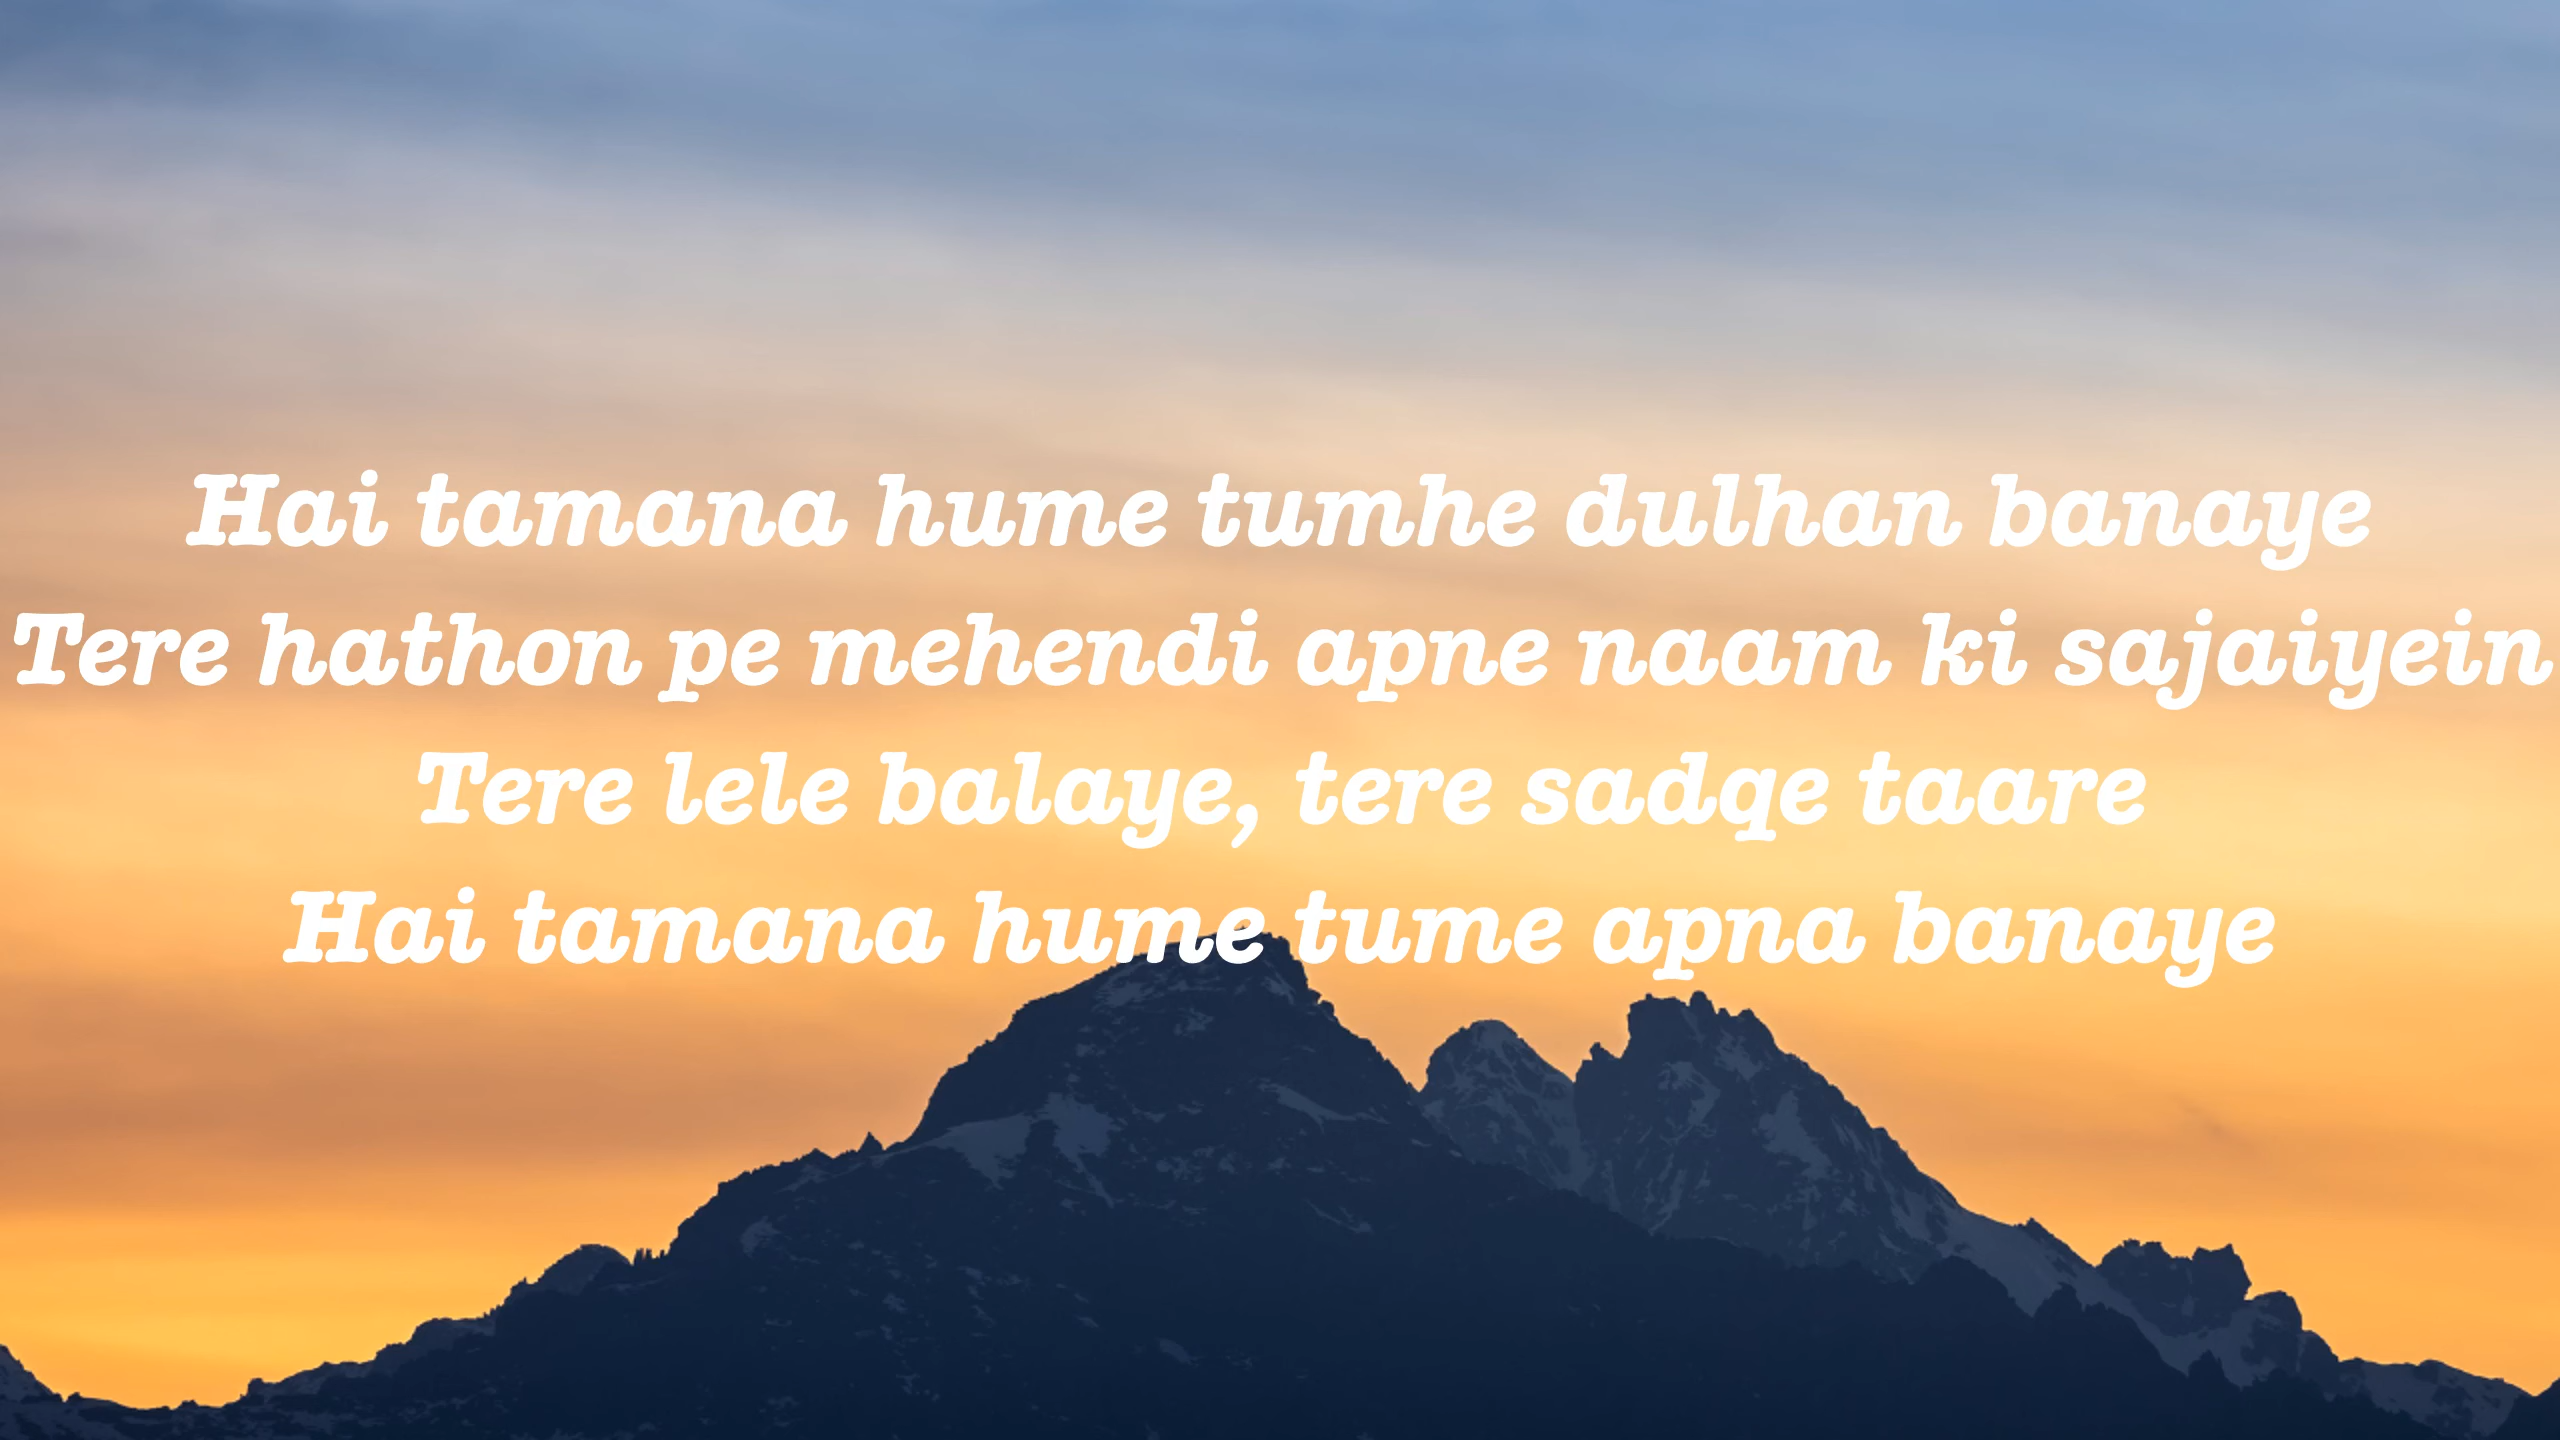 Hai tamana hume tumhe dulhan banaye
Tere hathon pe mehendi apne naam ki sajaiyein
Tere lele balaye, tere sadqe taare
Hai tamana hume tume apna banaye